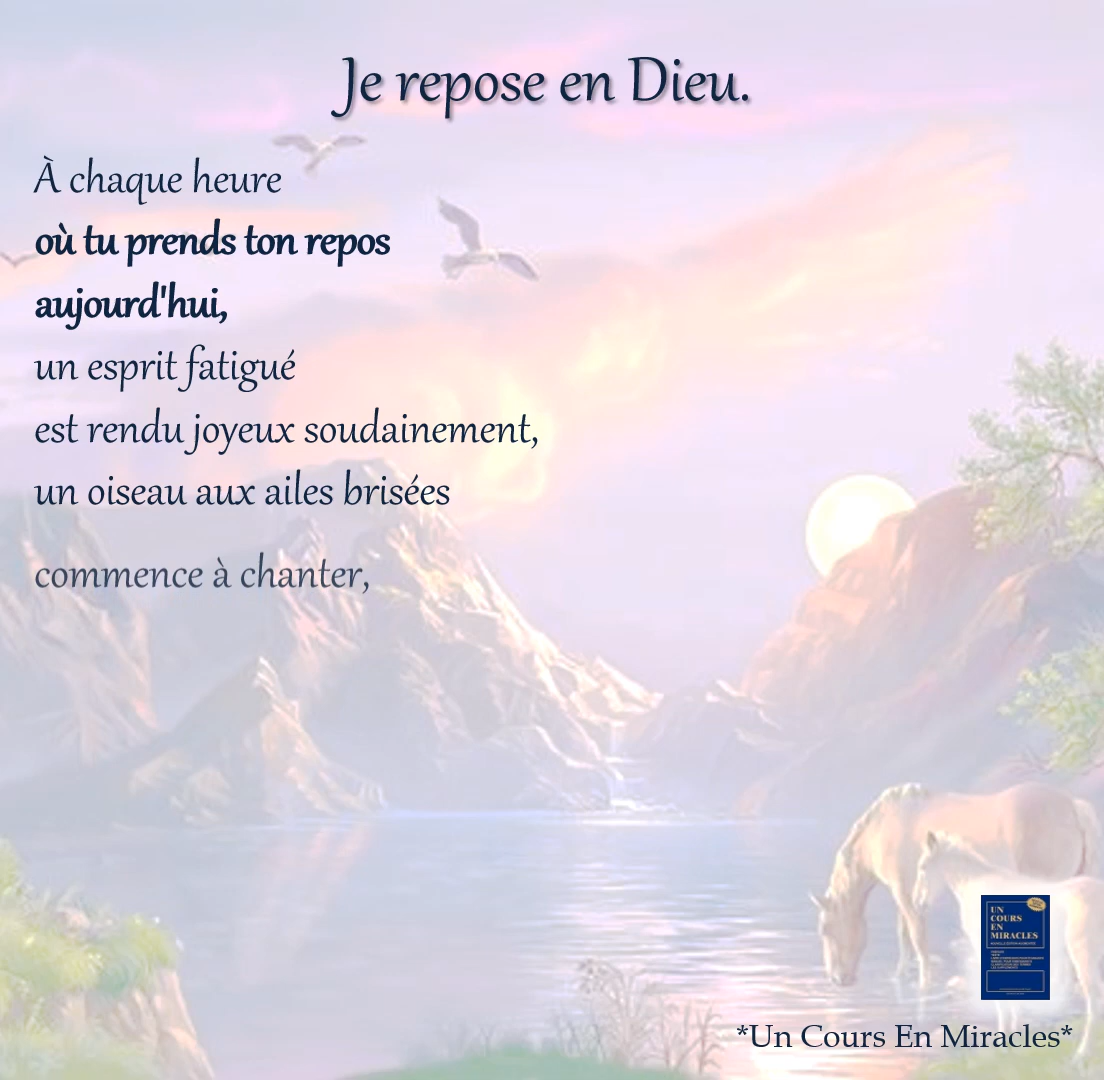 Je repose en Dieu.
À chaque heure
où tu prends ton repos
aujourd'hui,
un esprit fatigué
est rendu joyeux soudainement,
un oiseau aux ailes brisées
commence à chanter,
UN
COURS
EN
MIRACLES
*Un Cours En Miracles*